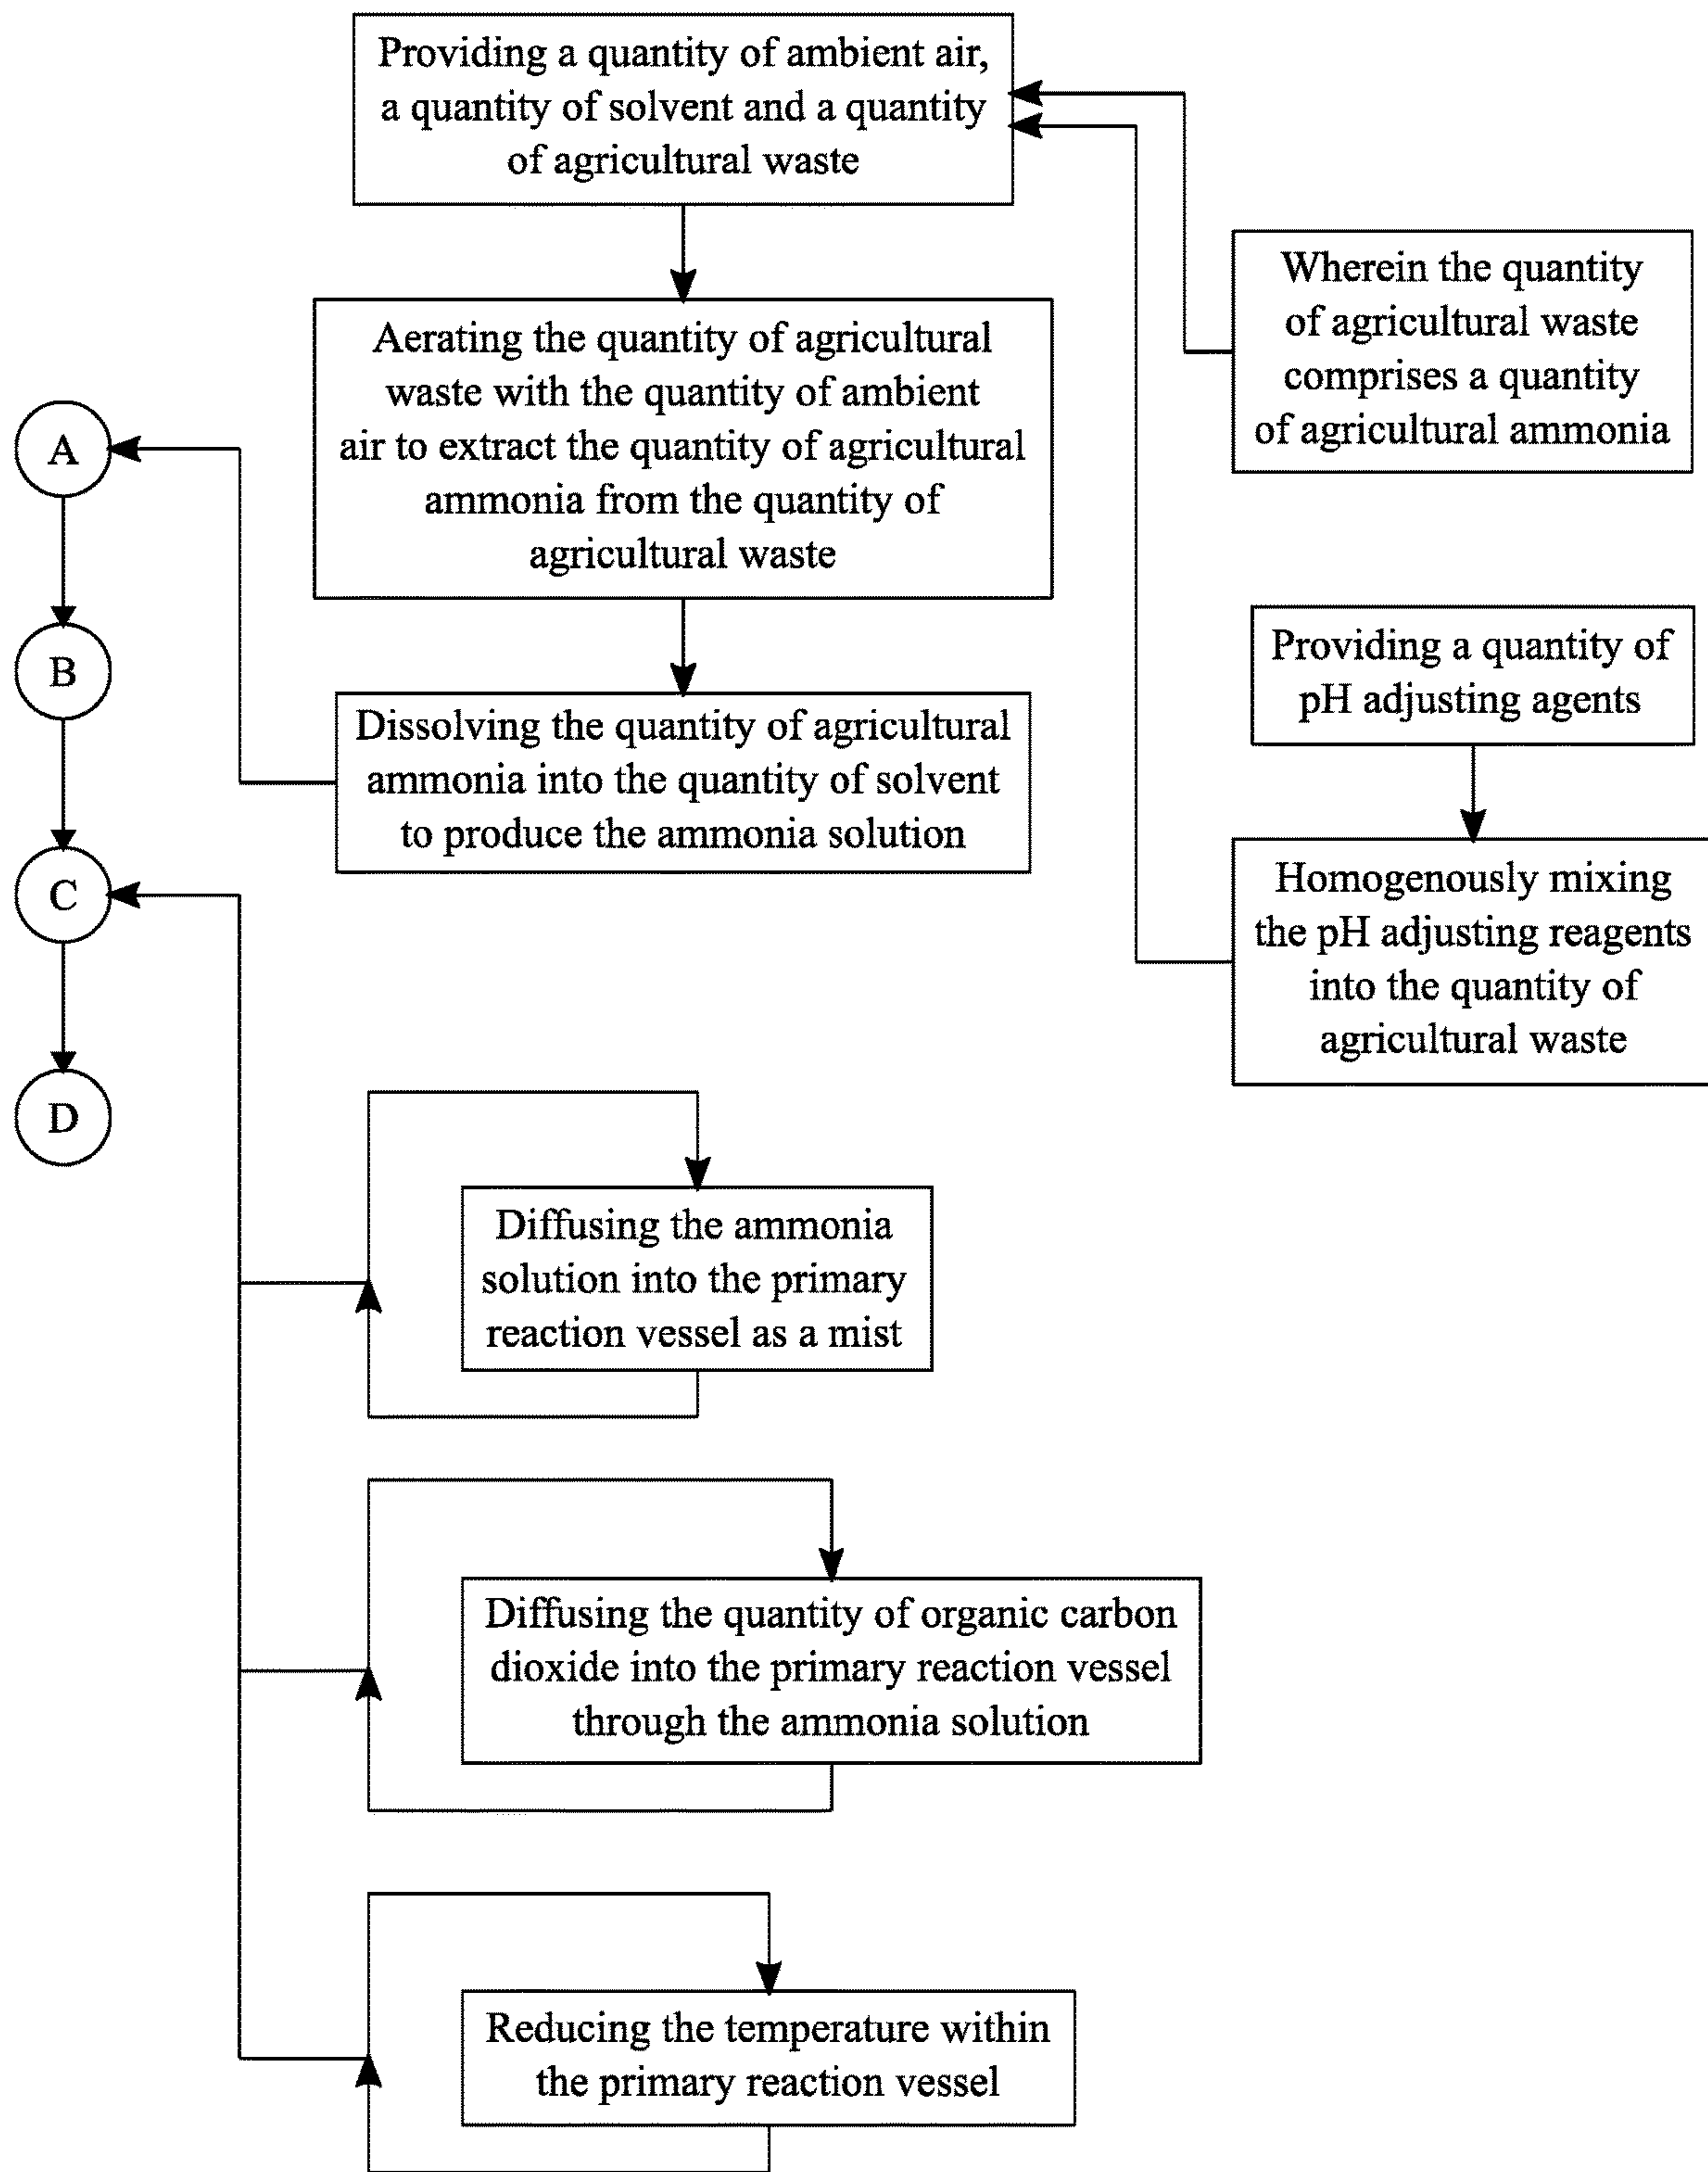 Providing a quantity of ambient air,
a quantity of solvent and a quantity
of agricultural waste
Wherein the quantity
of agricultural waste
comprises a quantity
of agricultural ammonia
Aerating the quantity of agricultural
waste with the quantity of ambient
air to extract the quantity of agricultural
ammonia from the quantity of
agricultural waste
A
B
Providing a quantity of
pH adjusting agents
Dissolving the quantity of agricultural
ammonia into the quantity of solvent
to produce the ammonia solution
C
Homogenously mixing
the pH adjusting reagents
into the quantity of
agricultural waste
D
Diffusing the ammonia
solution into the primary
reaction vessel as a mist
Diffusing the quantity of organic carbon
dioxide into the primary reaction vessel
through the ammonia solution
Reducing the temperature within
the primary reaction vessel